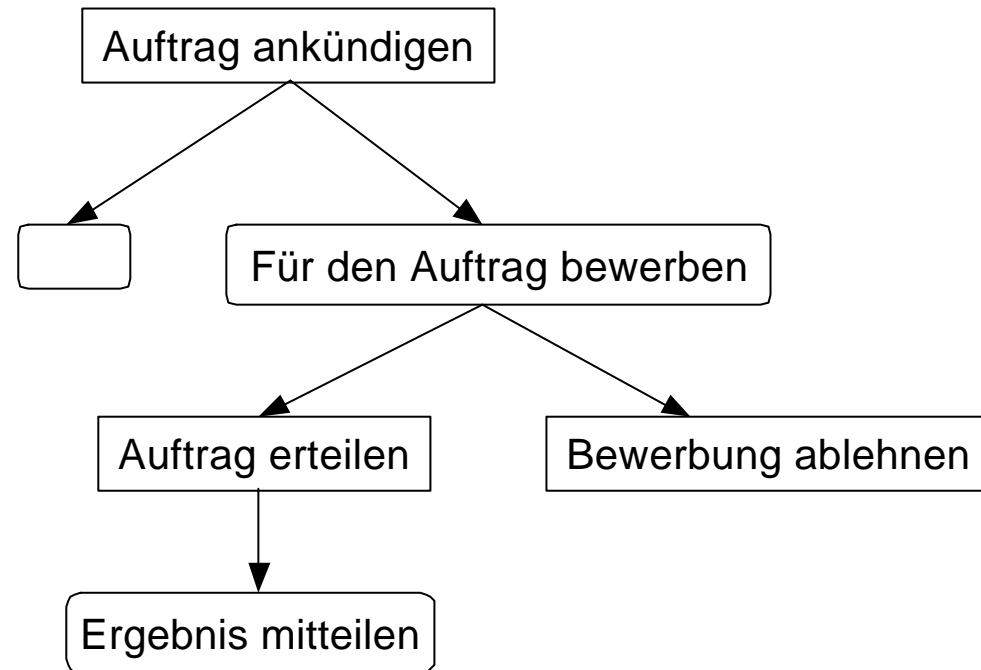 Auftrag ankündigen
Für den Auftrag bewerben
Auftrag erteilen
Bewerbung ablehnen
Ergebnis mitteilen